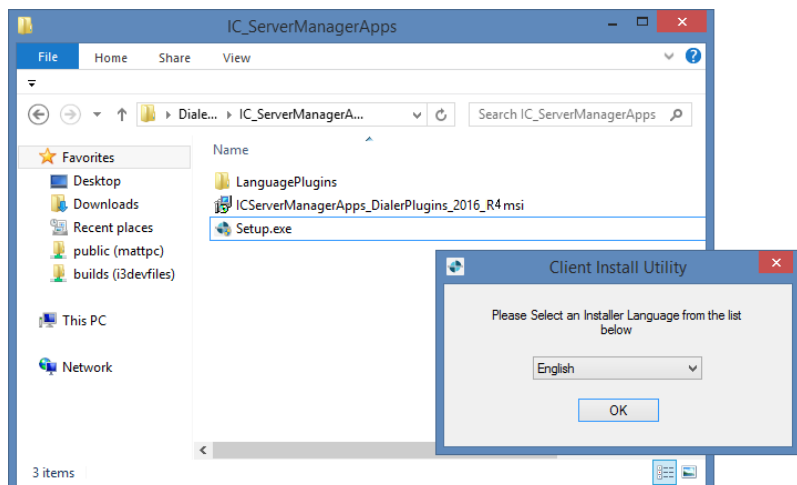 IC_ServerManagerApps
File Home Share View
Diale... IC_ServerManagerA... Search IC_ServerManagerApps
Favorites
Desktop
Downloads
Recent places
public (mattpc)
builds (i3devfiles)
This PC
Network
Name
LanguagePlugins
ICServerManagerApps_DialerPlugins_2016_R4 msi
Setup.exe
Client Install Utility
Please Select an Installer Language from the list
below
English
OK
3 items